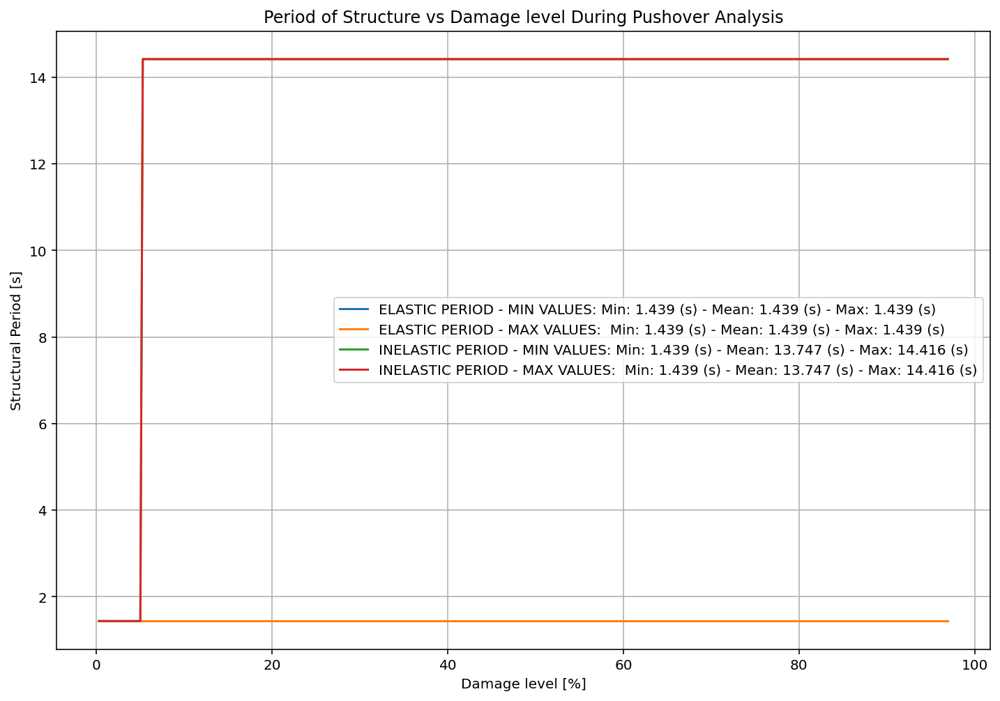 Period of Structure vs Damage level During Pushover Analysis
14
12
10
8
6
4
2
Structural Period [s]
ELASTIC PERIOD - MIN VALUES: Min: 1.439 (s) - Mean: 1.439 (s) - Max: 1.439 (s)
ELASTIC PERIOD - MAX VALUES:  Min: 1.439 (s) - Mean: 1.439 (s) - Max: 1.439 (s)
INELASTIC PERIOD - MIN VALUES: Min: 1.439 (s) - Mean: 13.747 (s) - Max: 14.416 (s)
INELASTIC PERIOD - MAX VALUES:  Min: 1.439 (s) - Mean: 13.747 (s) - Max: 14.416 (s)
0 20 40 60 80 100
Damage level [%]